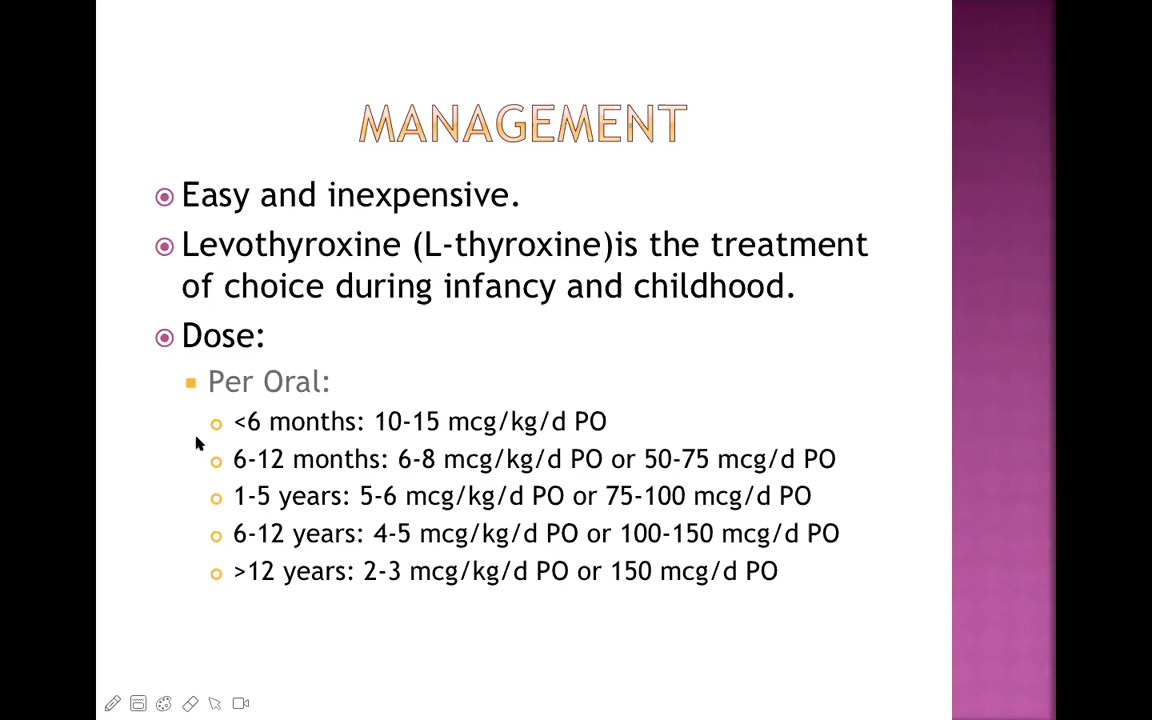 MANAGEMENT
Easy and inexpensive.
Levothyroxine (L-thyroxine)is the treatment
of choice during infancy and childhood.
Dose:
Per Oral:
<6 months: 10-15 mcg/kg/d PO
6-12 months: 6-8 mcg/kg/d PO or 50-75 mcg/d PO
1-5 years: 5-6 mcg/kg/d PO or 75-100 mcg/d PO
6-12 years: 4-5 mcg/kg/d PO or 100-150 mcg/d PO
>12 years: 2-3 mcg/kg/d PO or 150 mcg/d PO